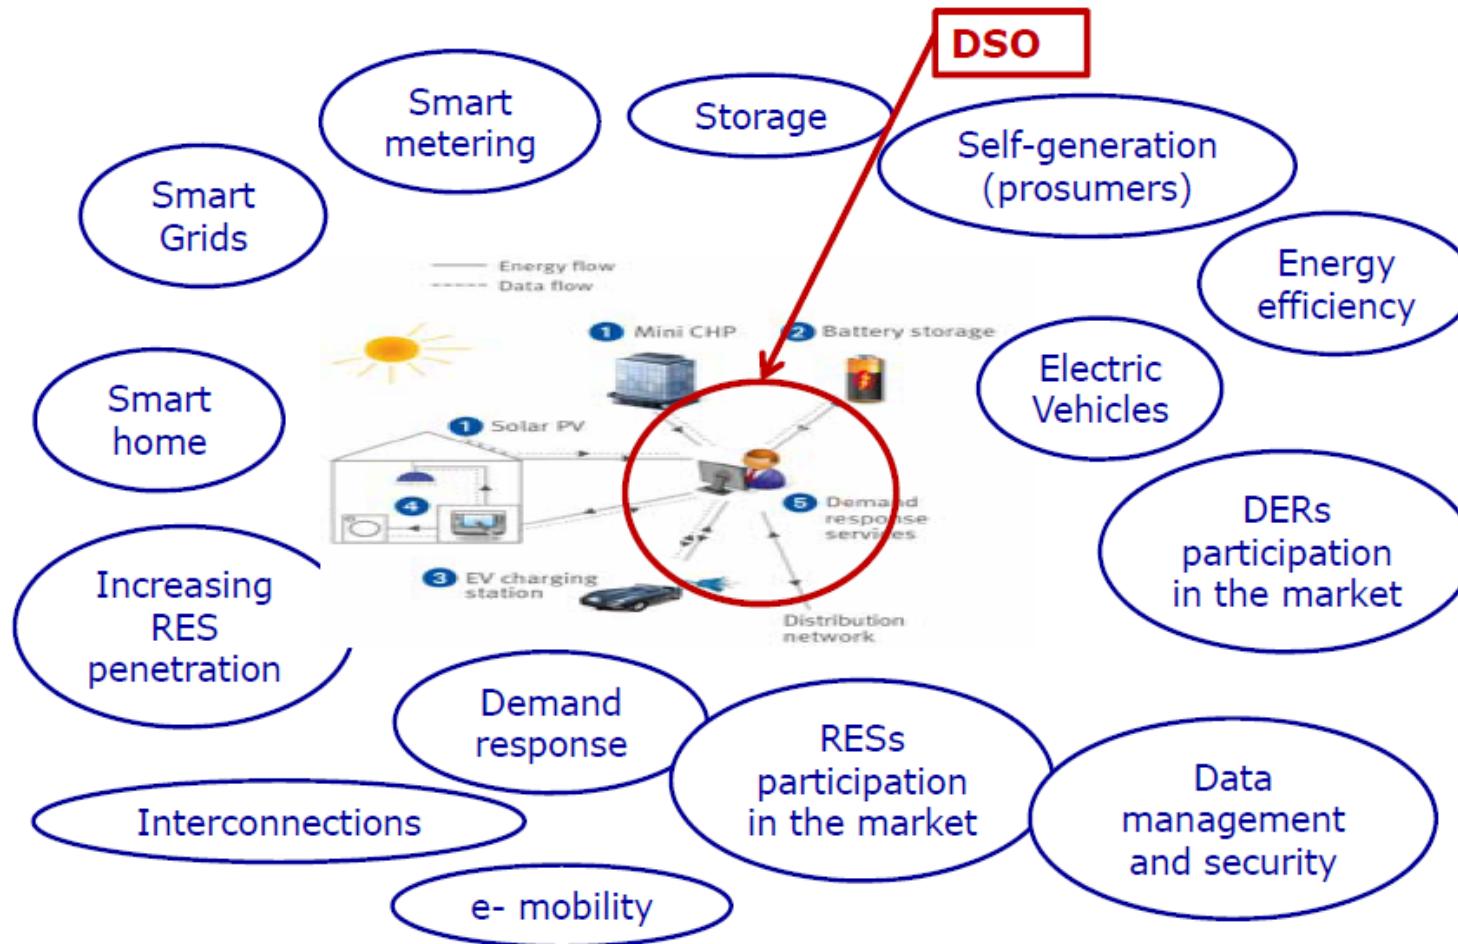 DSO
Smart
metering
Storage
Self-generation
(prosumers)
Smart
Grids
Energy
efficiency
Energy flow
Data flow
1 Mini CHP
2 Battery storage
Electric
Vehicles
Smart
home
1 Solar PV
4
5 Demand
response
services
DERs
participation
in the market
3 EV charging
station
Distribution
network
Increasing
RES
penetration
Demand
response
RESs
participation
in the market
Data
management
and security
Interconnections
e- mobility